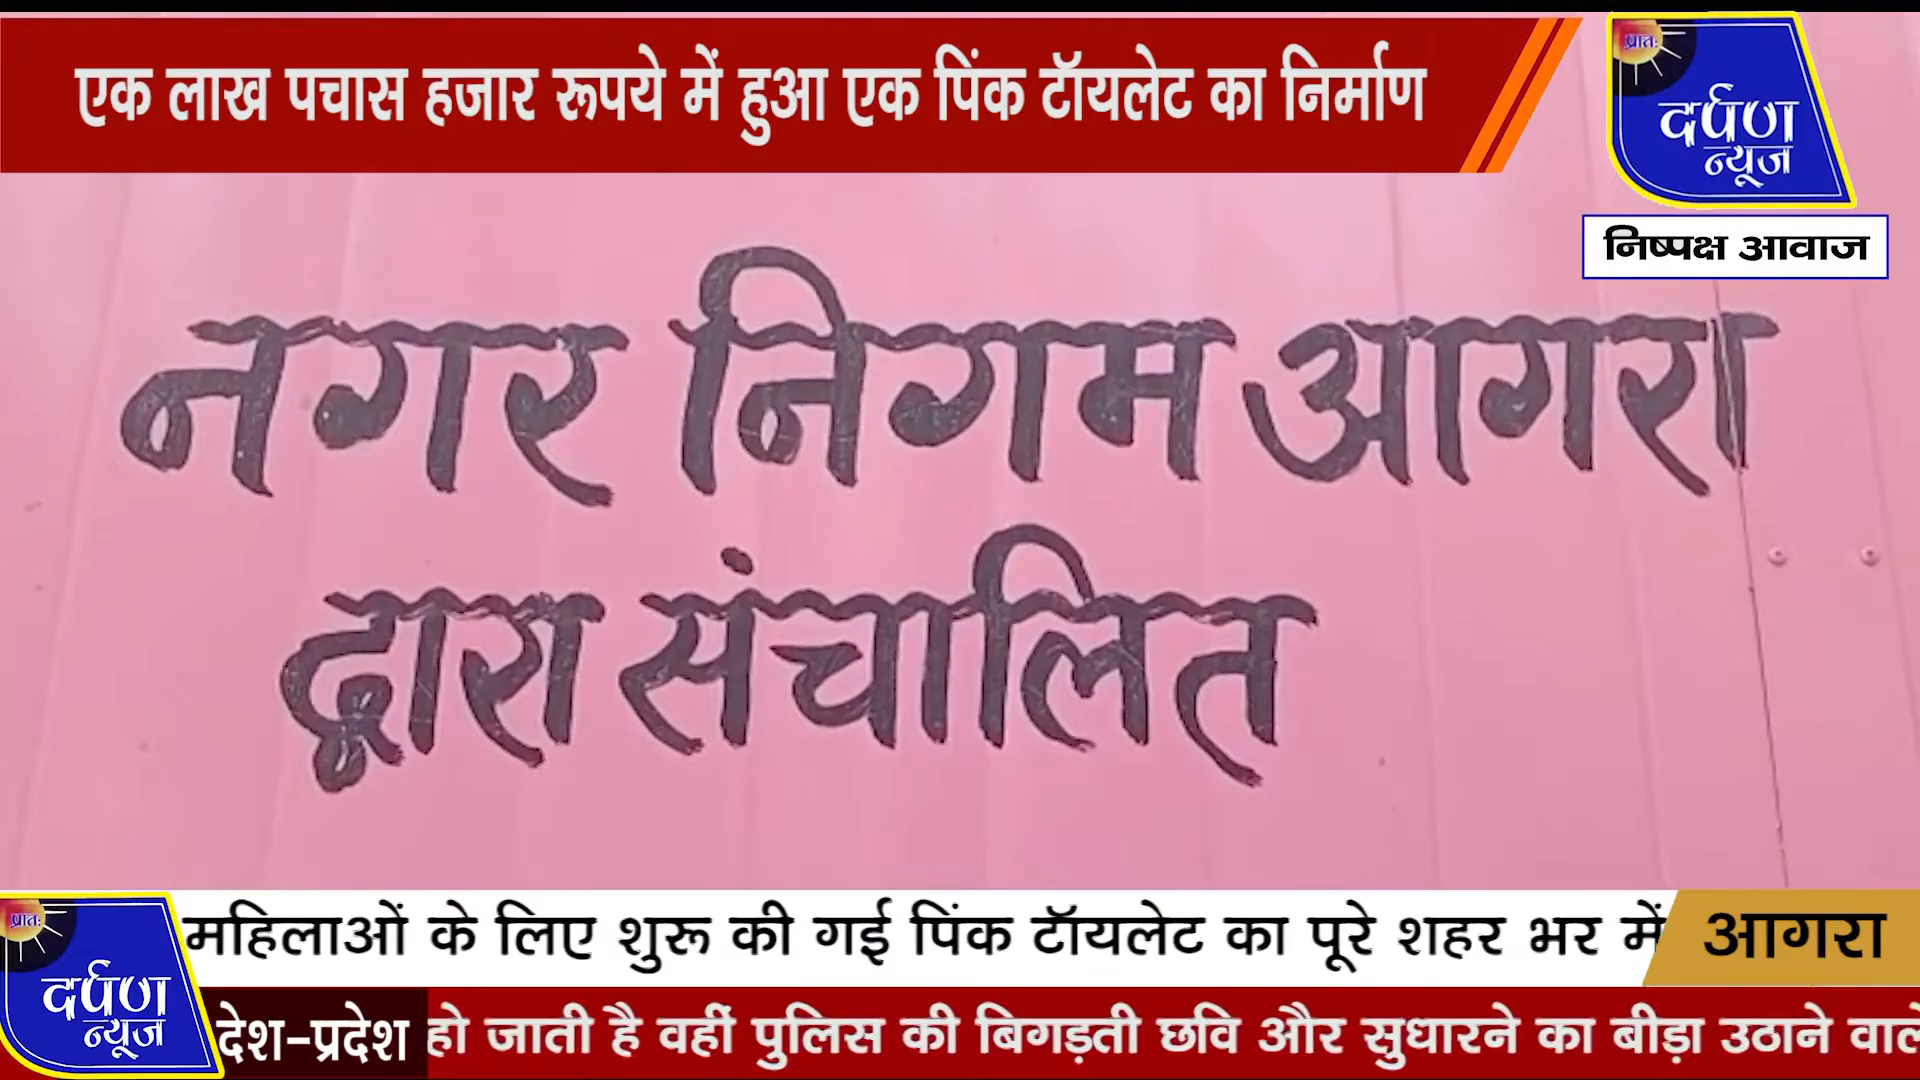 एक लाख पचास हजार रूपये में हुआ एक पिंक टॉयलेट का निर्माण
प्रातः
दर्पण
न्यूज
निष्पक्ष आवाज
नगर निगम आगरा
द्वारा संचालित
महिलाओं के लिए शुरू की गई पिंक टॉयलेट का पूरे शहर भर में
आगरा
प्रातः
दर्पण
न्यूज
देश-प्रदेश
हो जाती है वहीं पुलिस की बिगड़ती छवि और सुधारने का बीड़ा उठाने वाले